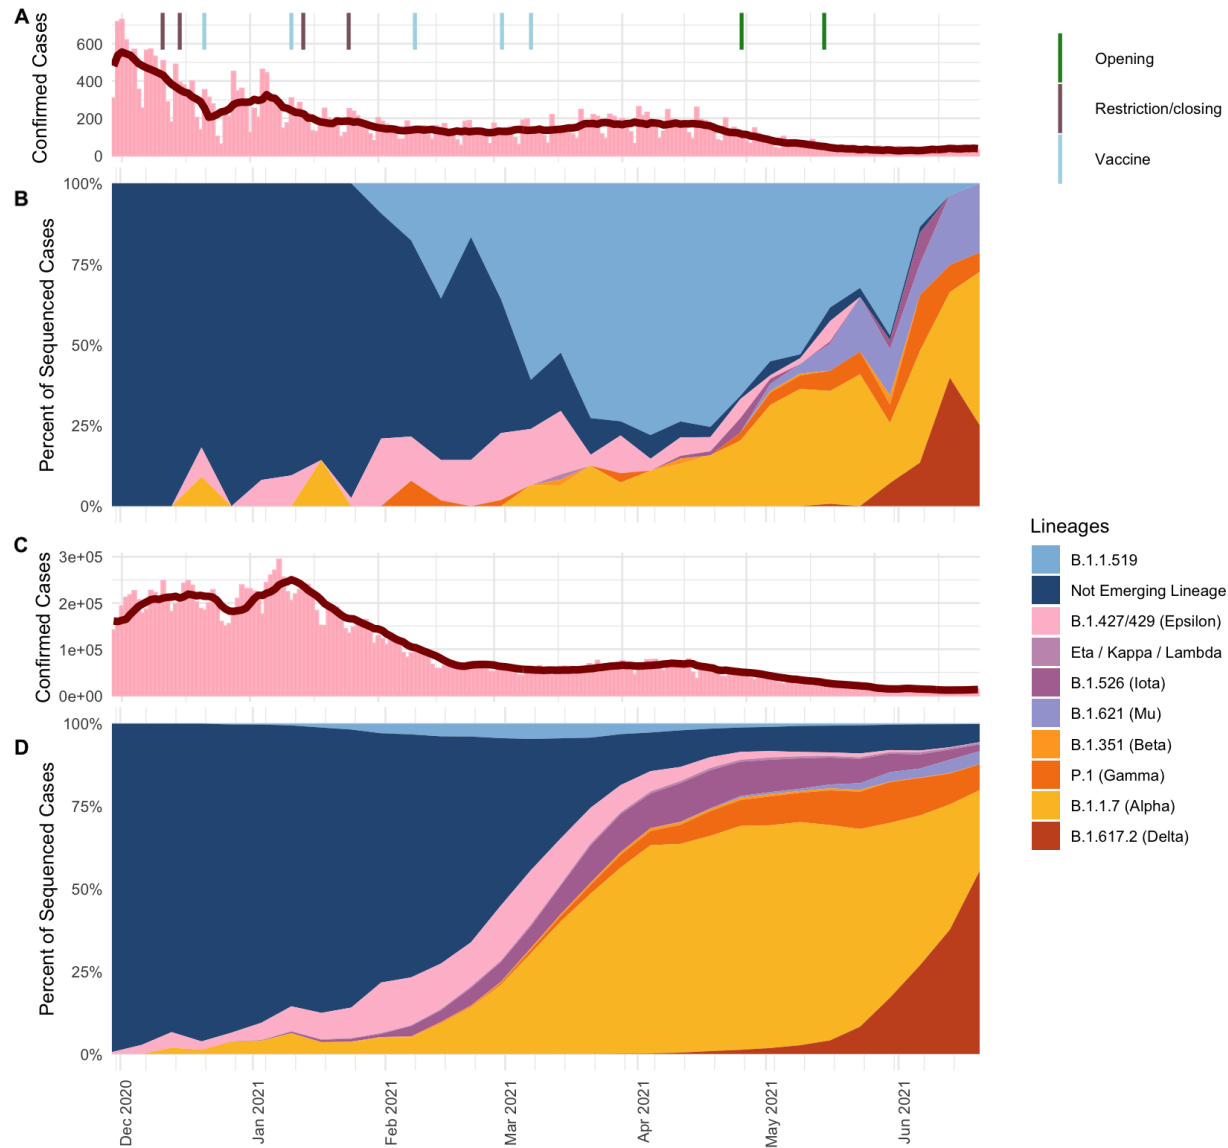 A
Confirmed Cases
600
400
200
0
Opening
Restriction/closing
Vaccine
B
Percent of Sequenced Cases
100%
75%
50%
25%
0%
C
Confirmed Cases
3e+05
2e+05
1e+05
0e+00
D
Percent of Sequenced Cases
100%
75%
50%
25%
0%
Dec 2020
Jan 2021
Feb 2021
Mar 2021
Apr 2021
May 2021
Jun 2021
Lineages
B.1.1.519
Not Emerging Lineage
B.1.427/429 (Epsilon)
Eta / Kappa / Lambda
B.1.526 (Iota)
B.1.621 (Mu)
B.1.351 (Beta)
P.1 (Gamma)
B.1.1.7 (Alpha)
B.1.617.2 (Delta)